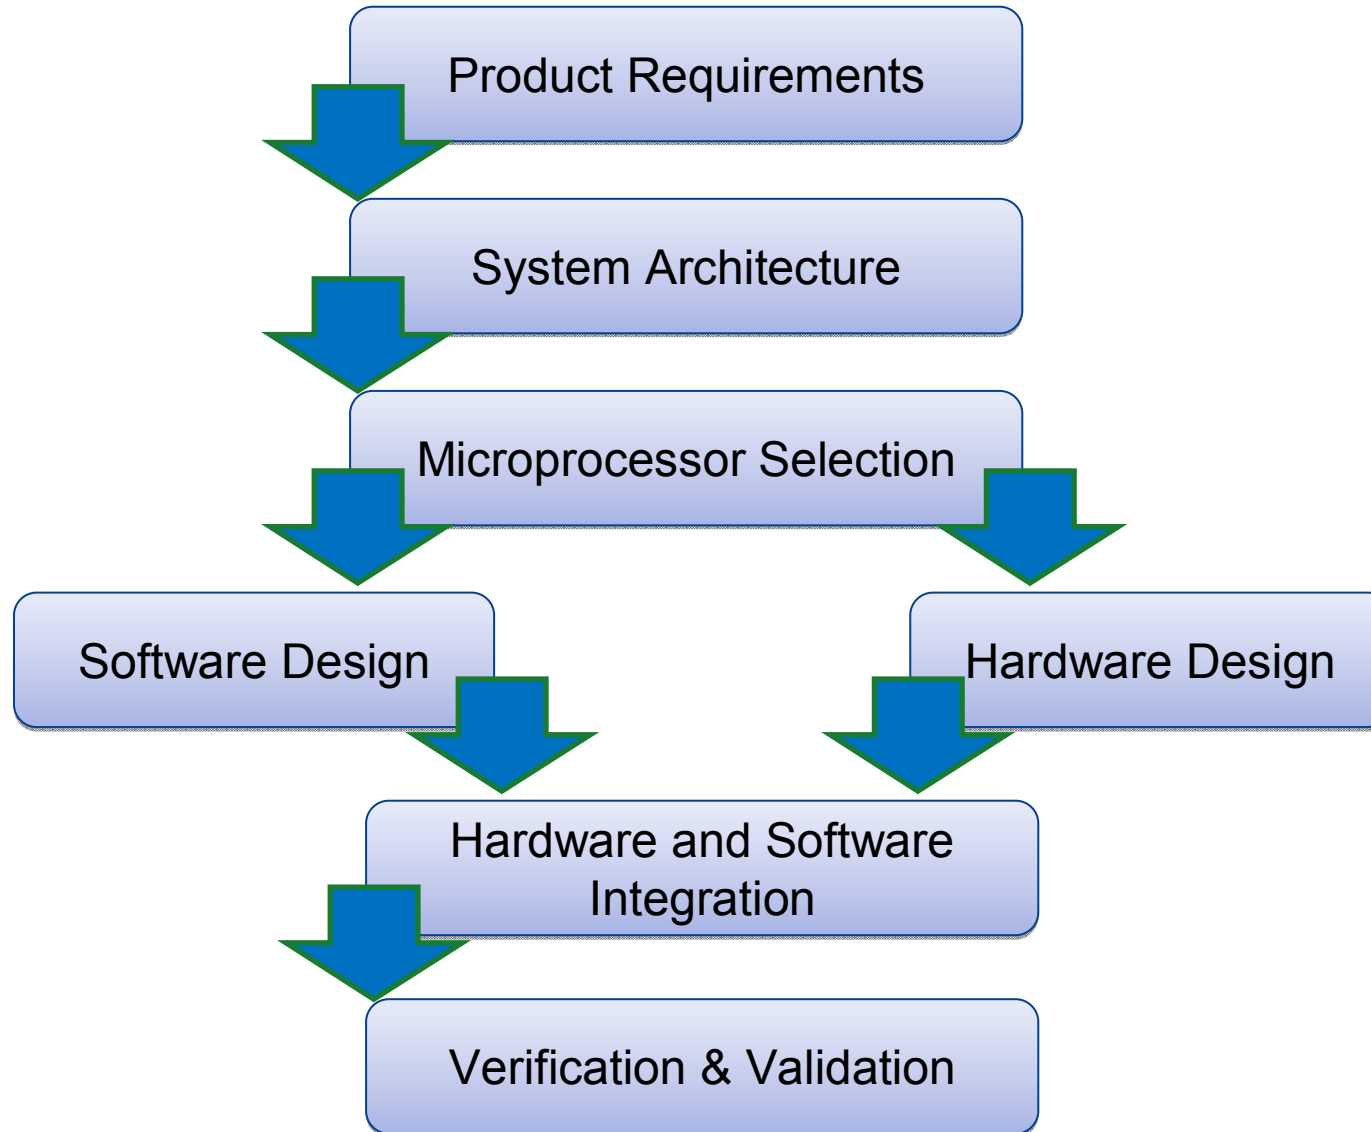 Product Requirements
System Architecture
Microprocessor Selection
Software Design
Hardware Design
Hardware and Software
Integration
Verification & Validation